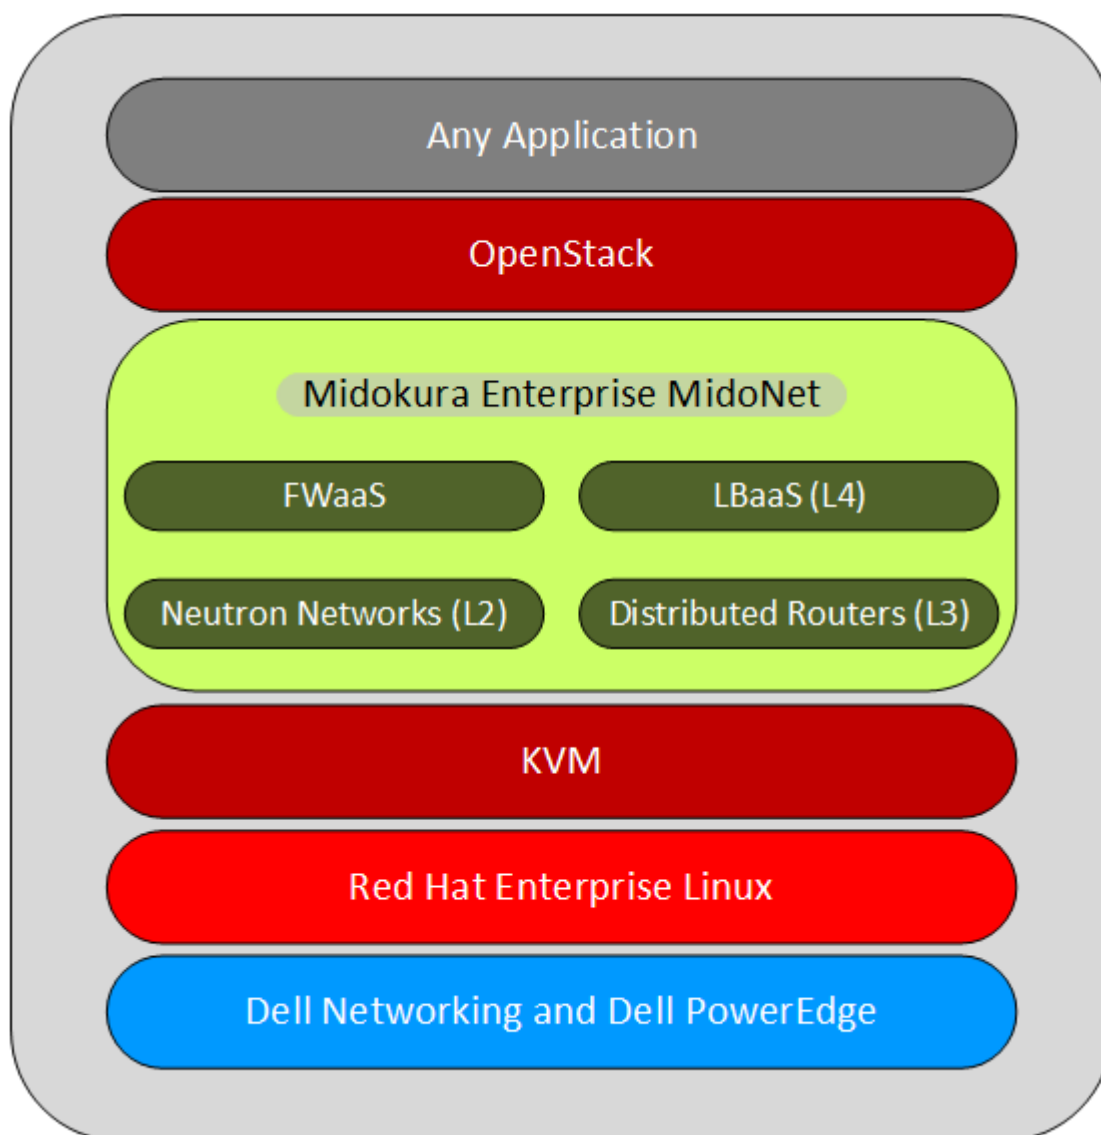 Any Application
OpenStack
Midokura Enterprise MidoNet
FWaaS
LBaaS (L4)
Neutron Networks (L2)
Distributed Routers (L3)
KVM
Red Hat Enterprise Linux
Dell Networking and Dell PowerEdge